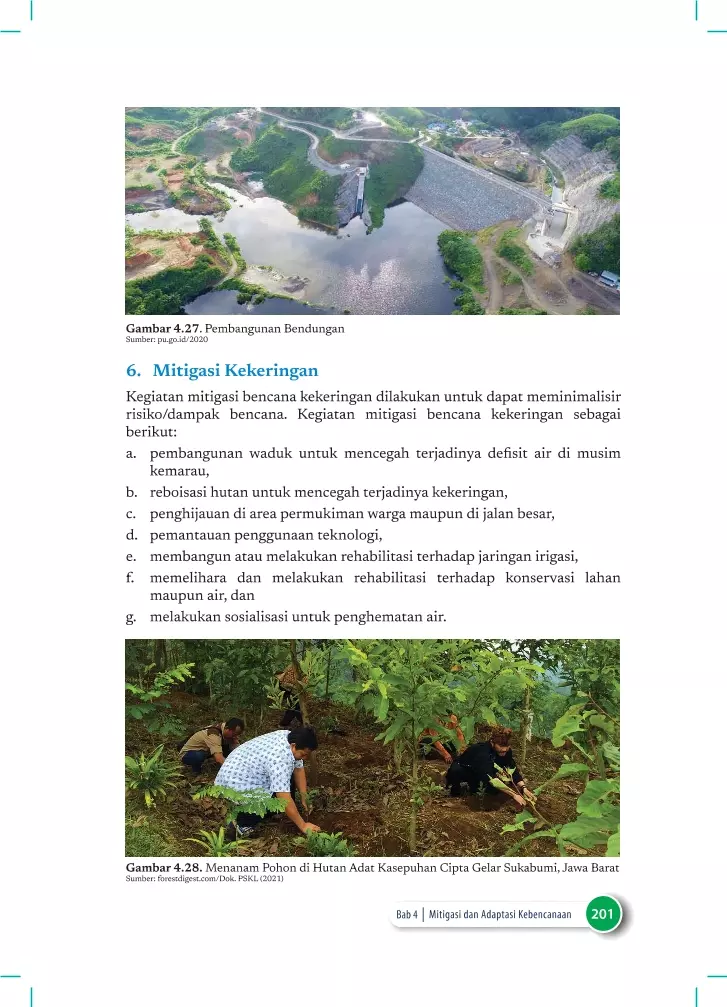 Gambar 4.27. Pembangunan Bendungan
Sumber: pu.go.id/2020
6. Mitigasi Kekeringan
Kegiatan mitigasi bencana kekeringan dilakukan untuk dapat meminimalisir
risiko/dampak bencana. Kegiatan mitigasi bencana kekeringan sebagai
berikut:
a. pembangunan waduk untuk mencegah terjadinya defisit air di musim
kemarau,
b. reboisasi hutan untuk mencegah terjadinya kekeringan,
c. penghijauan di area permukiman warga maupun di jalan besar,
d. pemantauan penggunaan teknologi,
e. membangun atau melakukan rehabilitasi terhadap jaringan irigasi,
f. memelihara dan melakukan rehabilitasi terhadap konservasi lahan
maupun air, dan
g. melakukan sosialisasi untuk penghematan air.
Gambar 4.28. Menanam Pohon di Hutan Adat Kasepuhan Cipta Gelar Sukabumi, Jawa Barat
Sumber: forestdigest.com/Dok. PSKL (2021)
Bab 4 | Mitigasi dan Adaptasi Kebencanaan 201